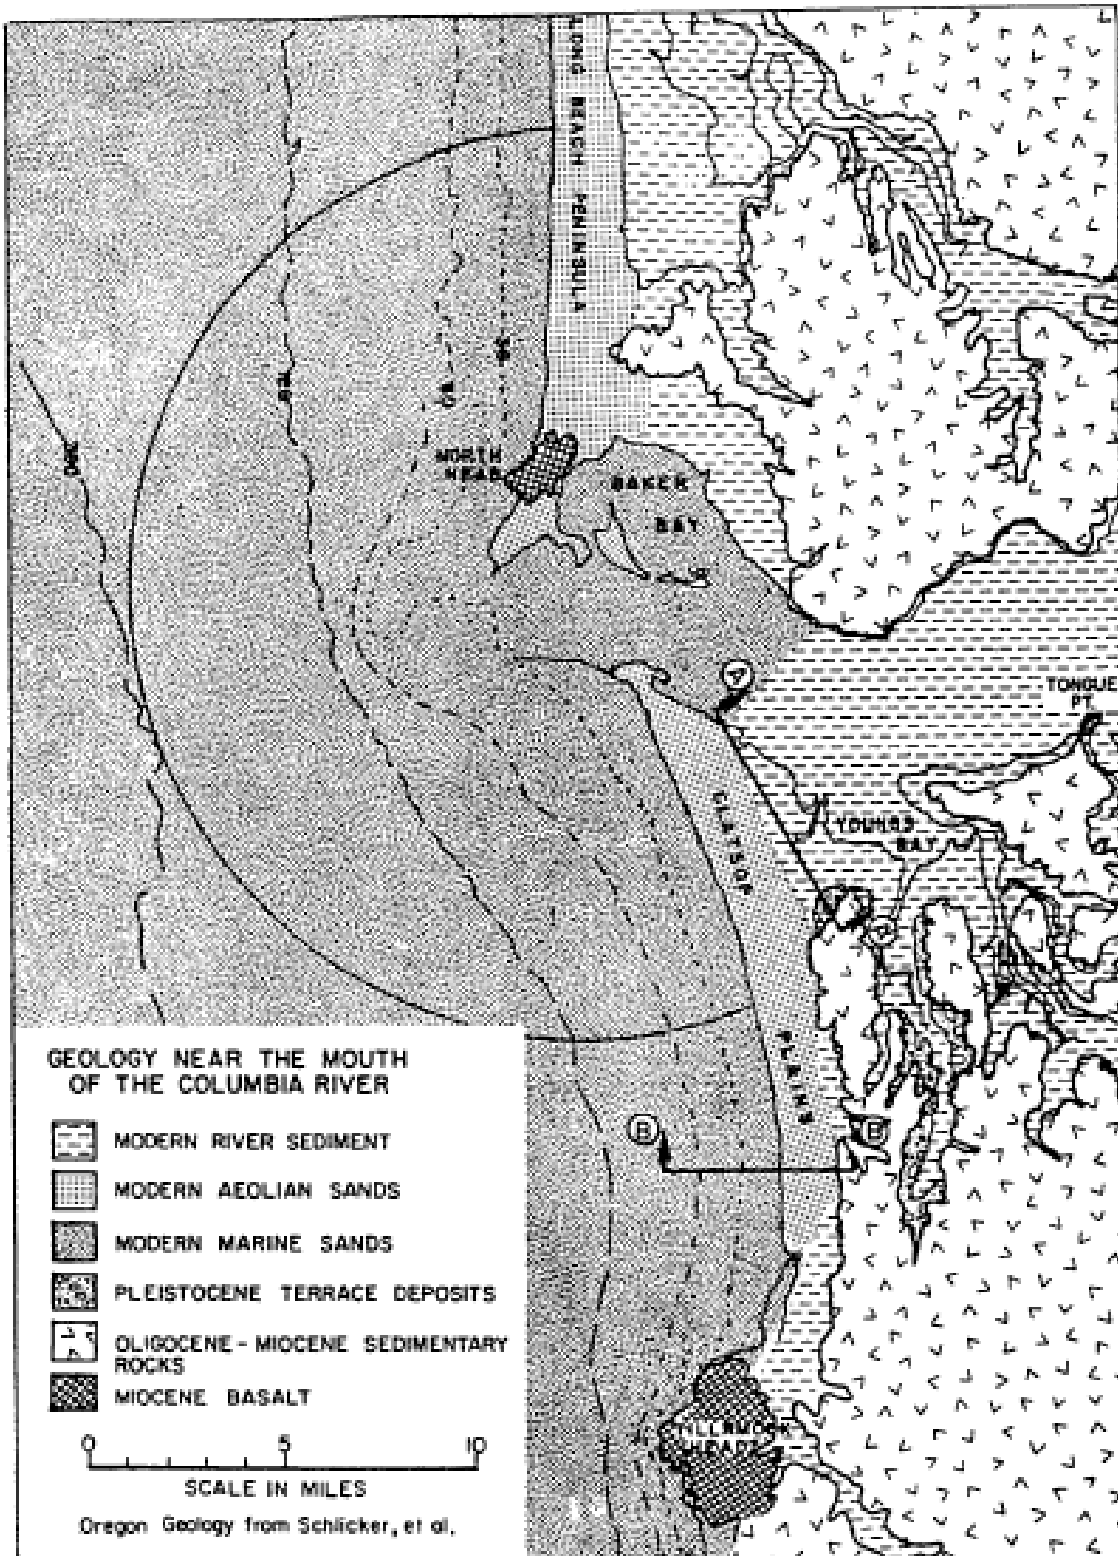 LONG BEACH PENINSULA
NORTH
HEAD
BAKER
BAY
A
TONGUE
PT.
YOUNGS
BAY
CLATSOP
PLAINS
B
B'
TILLAMOOK
HEAD
GEOLOGY NEAR THE MOUTH
OF THE COLUMBIA RIVER
MODERN RIVER SEDIMENT
MODERN AEOLIAN SANDS
MODERN MARINE SANDS
PLEISTOCENE TERRACE DEPOSITS
OLIGOCENE-MIOCENE SEDIMENTARY
ROCKS
MIOCENE BASALT
0 5 10
SCALE IN MILES
Oregon Geology from Schlicker, et al.